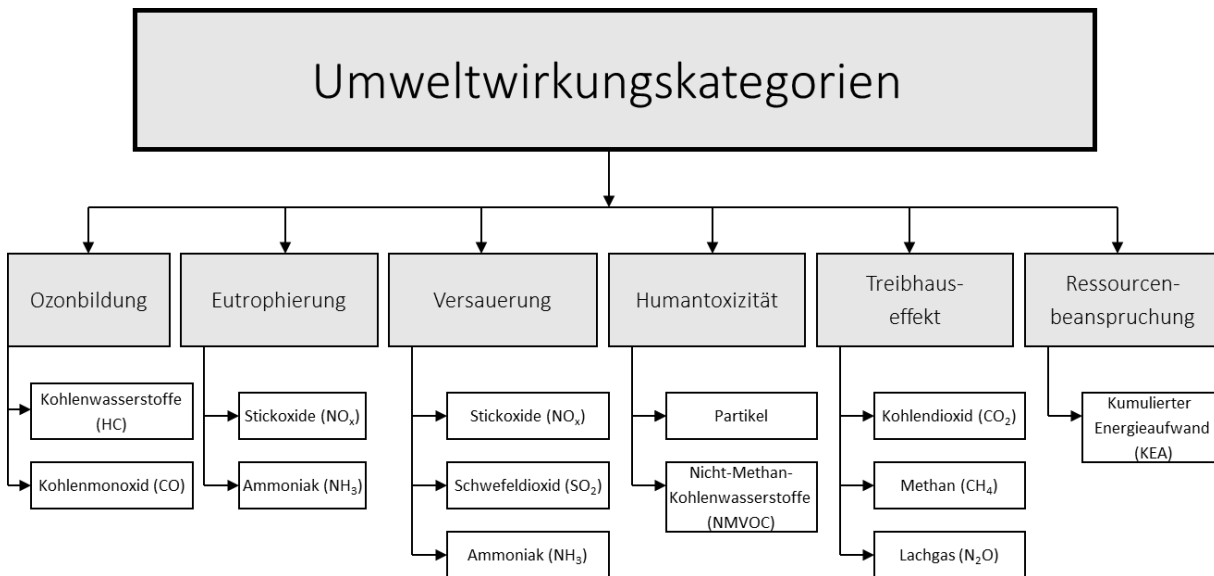 Umweltwirkungskategorien
Ozonbildung
Kohlenwasserstoffe
(HC)
Kohlenmonoxid (CO)
Eutrophierung
Stickoxide (NOₓ)
Ammoniak (NH₃)
Versauerung
Stickoxide (NOₓ)
Schwefeldioxid (SO₂)
Ammoniak (NH₃)
Humantoxizität
Partikel
Nicht-Methan-
Kohlenwasserstoffe
(NMVOC)
Treibhaus-
effekt
Kohlendioxid (CO₂)
Methan (CH₄)
Lachgas (N₂O)
Ressourcen-
beanspruchung
Kumulierter
Energieaufwand
(KEA)